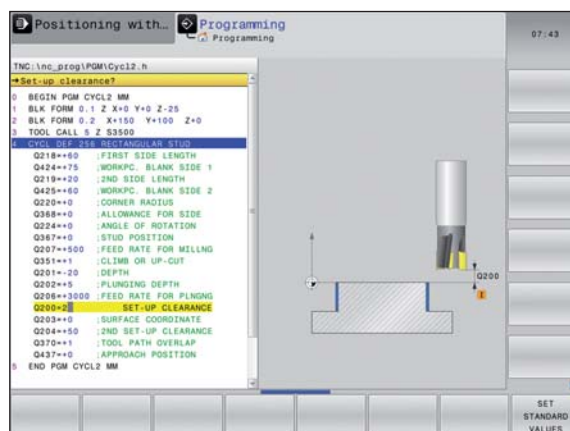 Positioning with… Programming
Programming
07:43
TNC:\nc_prog\PGM\Cycl2.h
→Set-up clearance?
0 BEGIN PGM CYCL2 MM
1 BLK FORM 0.1 Z X+0 Y+0 Z-25
2 BLK FORM 0.2 X+150 Y+100 Z+0
3 TOOL CALL 5 Z S3500
4 CYCL DEF 256 RECTANGULAR STUD
Q218=+60 ;FIRST SIDE LENGTH
Q424=+75 ;WORKPC. BLANK SIDE 1
Q219=+20 ;2ND SIDE LENGTH
Q425=+60 ;WORKPC. BLANK SIDE 2
Q220=+0 ;CORNER RADIUS
Q368=+0 ;ALLOWANCE FOR SIDE
Q224=+0 ;ANGLE OF ROTATION
Q367=+0 ;STUD POSITION
Q207=+500 ;FEED RATE FOR MILLNG
Q351=+1 ;CLIMB OR UP-CUT
Q201=-20 ;DEPTH
Q202=+5 ;PLUNGING DEPTH
Q206=+3000 ;FEED RATE FOR PLNGNG
Q200=2 SET-UP CLEARANCE
Q203=+0 ;SURFACE COORDINATE
Q204=+50 ;2ND SET-UP CLEARANCE
Q370=+1 ;TOOL PATH OVERLAP
Q437=+0 ;APPROACH POSITION
5 END PGM CYCL2 MM
Q200
SET
STANDARD
VALUES